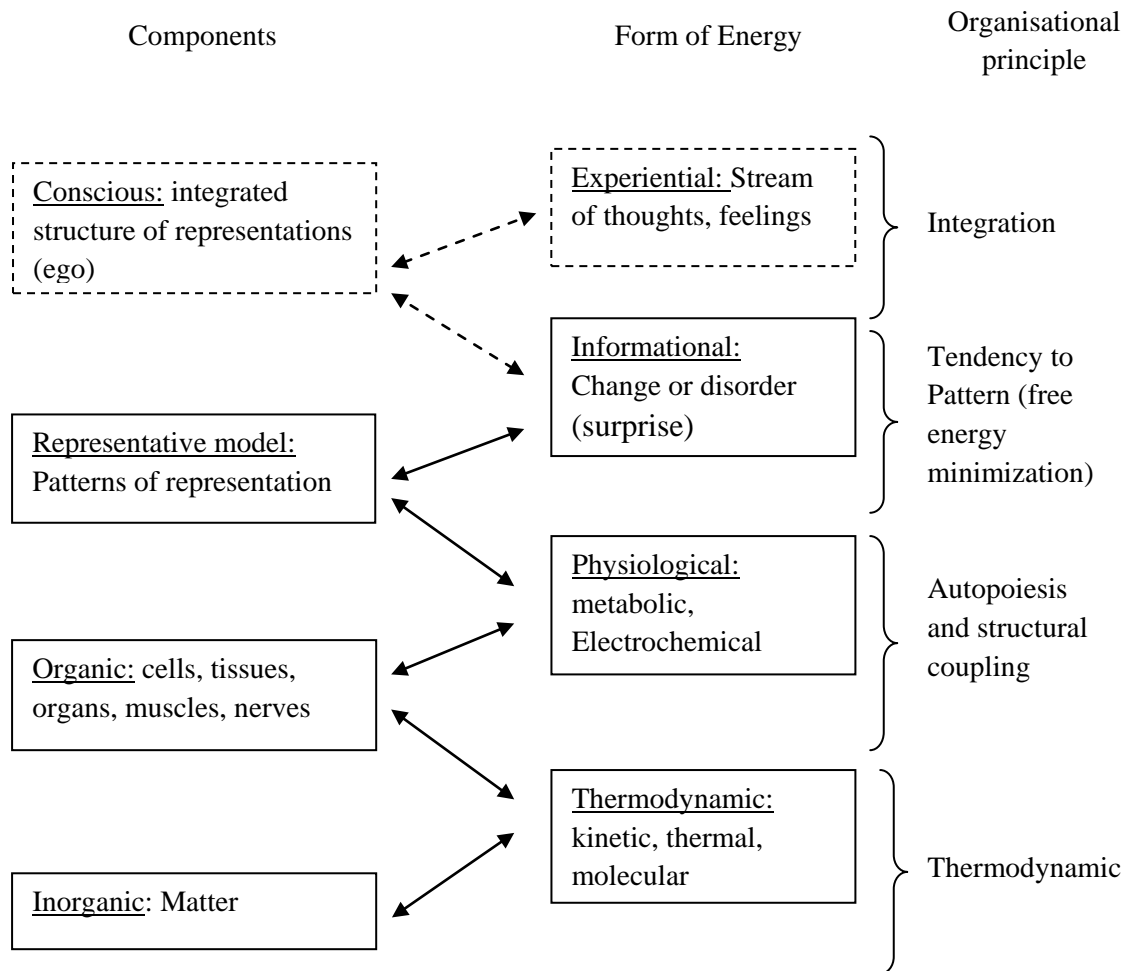 Components
Form of Energy
Organisational
principle
Conscious: integrated
structure of representations
(ego)
Experiential: Stream
of thoughts, feelings
Integration
Informational:
Change or disorder
(surprise)
Tendency to
Pattern (free
energy
minimization)
Representative model:
Patterns of representation
Physiological:
metabolic,
Electrochemical
Autopoiesis
and structural
coupling
Organic: cells, tissues,
organs, muscles, nerves
Thermodynamic:
kinetic, thermal,
molecular
Thermodynamic
Inorganic: Matter